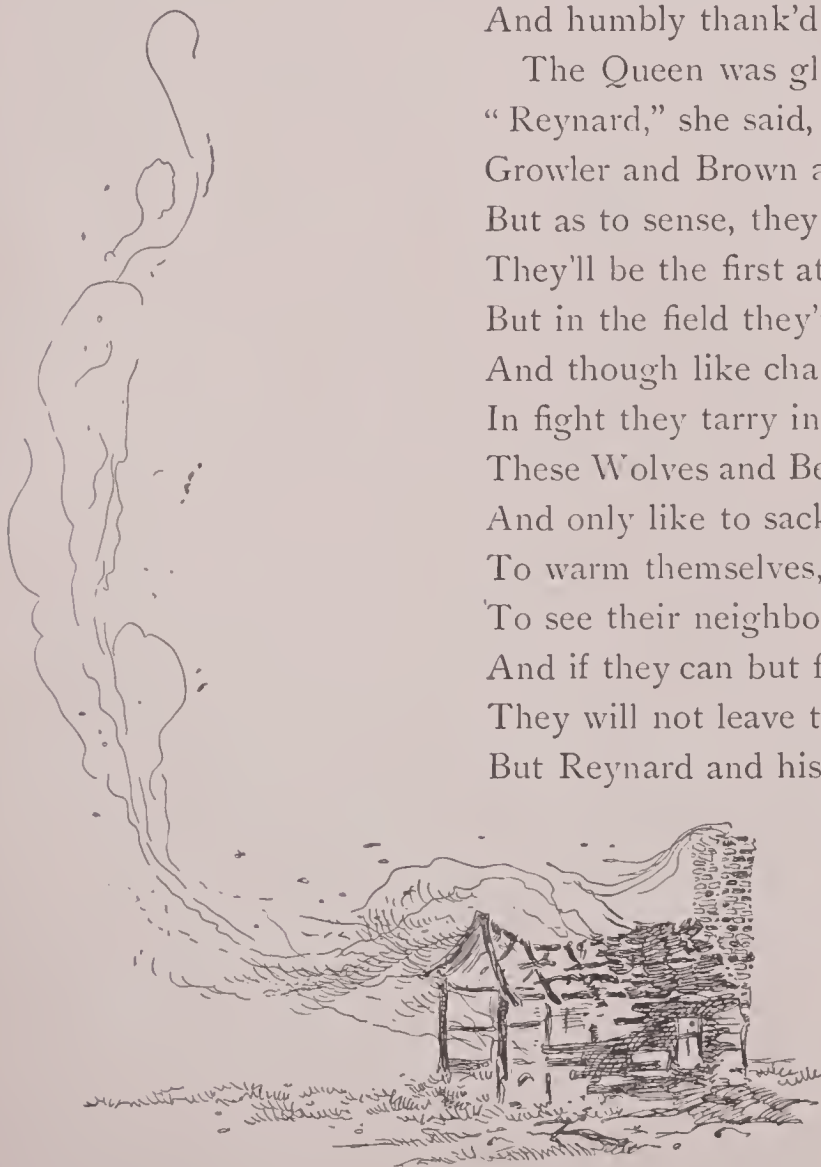 And humbly thank'd
The Queen was gl
“Reynard,” she said,
Growler and Brown a
But as to sense, they
They'll be the first at
But in the field they'
And though like cha
In fight they tarry in
These Wolves and Be
And only like to sack
To warm themselves,
To see their neighbo
And if they can but f
They will not leave t
But Reynard and his